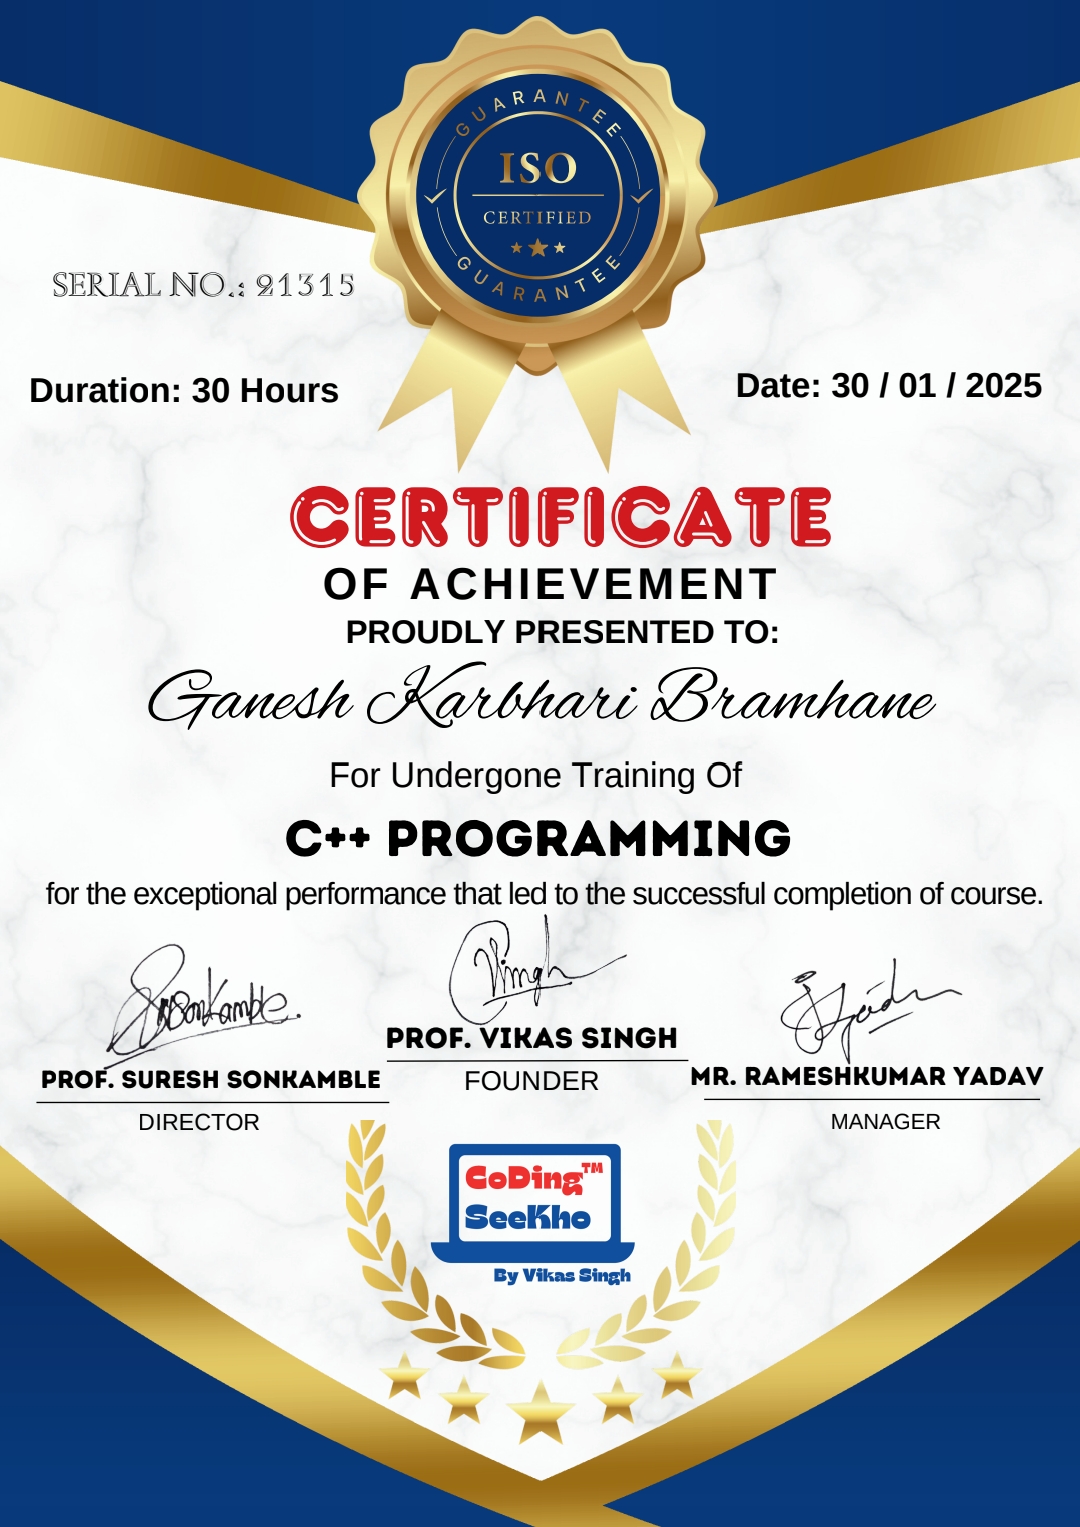 GUARANTEE
ISO
CERTIFIED
GUARANTEE
SERIAL NO.: 21315
Duration: 30 Hours
Date: 30 / 01 / 2025
CERTIFICATE
OF ACHIEVEMENT
PROUDLY PRESENTED TO:
Ganesh Karbhari Bramhane
For Undergone Training Of
C++ PROGRAMMING
for the exceptional performance that led to the successful completion of course.
PROF. SURESH SONKAMBLE
DIRECTOR
PROF. VIKAS SINGH
FOUNDER
MR. RAMESHKUMAR YADAV
MANAGER
CoDing™
SeeKho
By Vikas Singh